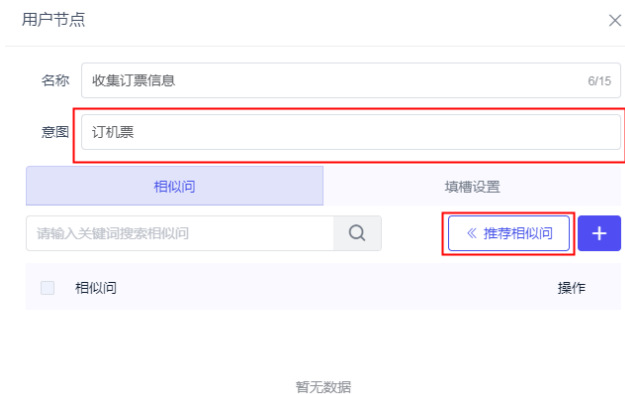 用户节点
名称 收集订票信息 6/15
意图 订机票
相似问 填槽设置
请输入关键词搜索相似问 《 推荐相似问 +
相似问 操作
暂无数据